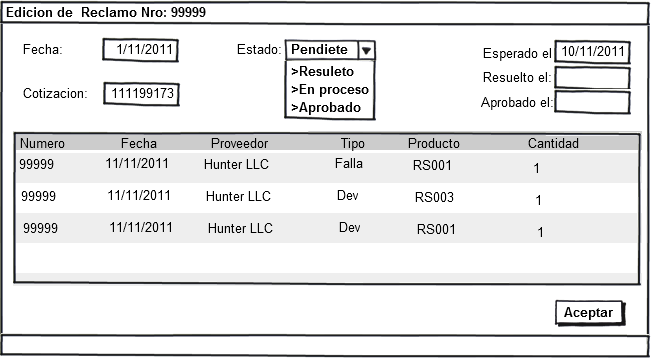 Edicion de Reclamo Nro: 99999
Fecha: 1/11/2011 Estado: Pendiete Esperado el 10/11/2011
>Resuleto Resuelto el:
Cotizacion: 111199173 >En proceso
>Aprobado Aprobado el:
Numero Fecha Proveedor Tipo Producto Cantidad
99999 11/11/2011 Hunter LLC Falla RS001 1
99999 11/11/2011 Hunter LLC Dev RS003 1
99999 11/11/2011 Hunter LLC Dev RS001 1
Aceptar